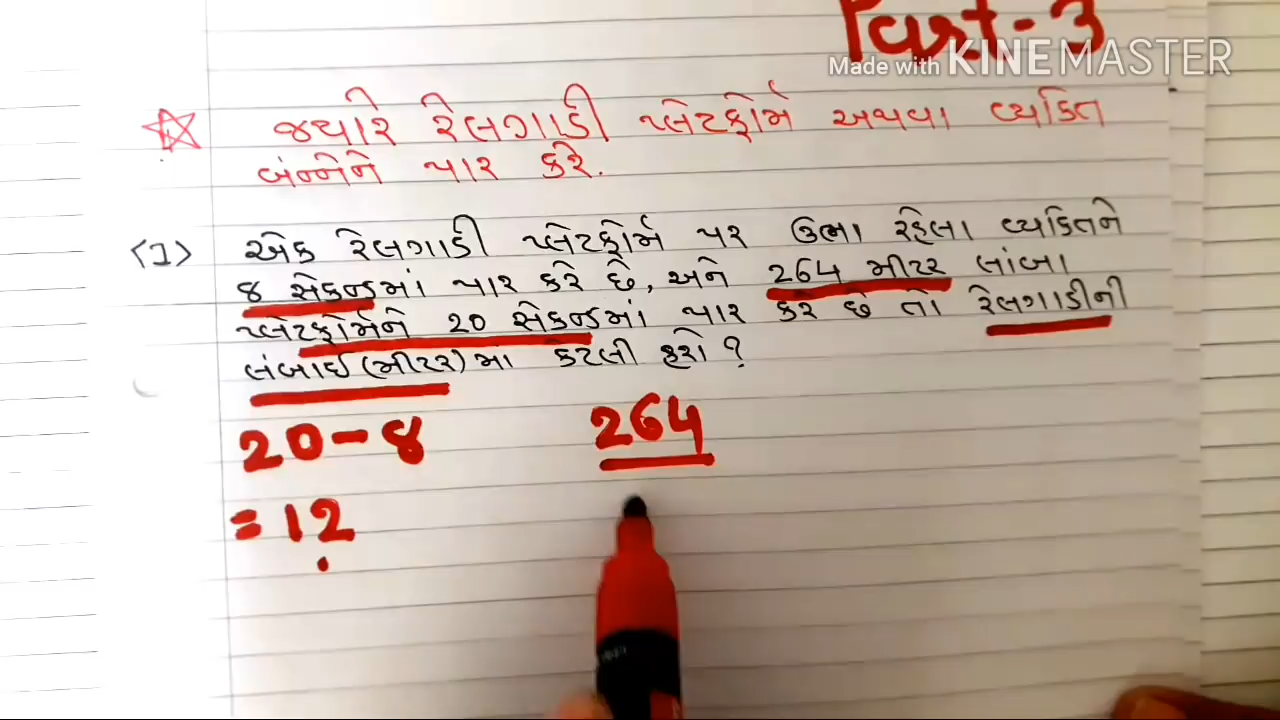 Part-3
Made with KINEMASTER
જ્યારે રેલગાડી પ્લેટફોર્મ અથવા વ્યકિત
બંન્નેને પાર કરે.
(1) એક રેલગાડી પ્લેટફોર્મ પર ઉભા રહેલા વ્યકિતને
8 સેકન્ડમાં પાર કરે છે, અને 264 મીટર લાંબા
પ્લેટફોર્મને 20 સેકન્ડમાં પાર કરે છે તો રેલગાડીની
લંબાઈ (મીટર) માં કેટલી હશે ?
20-8 264
= 12